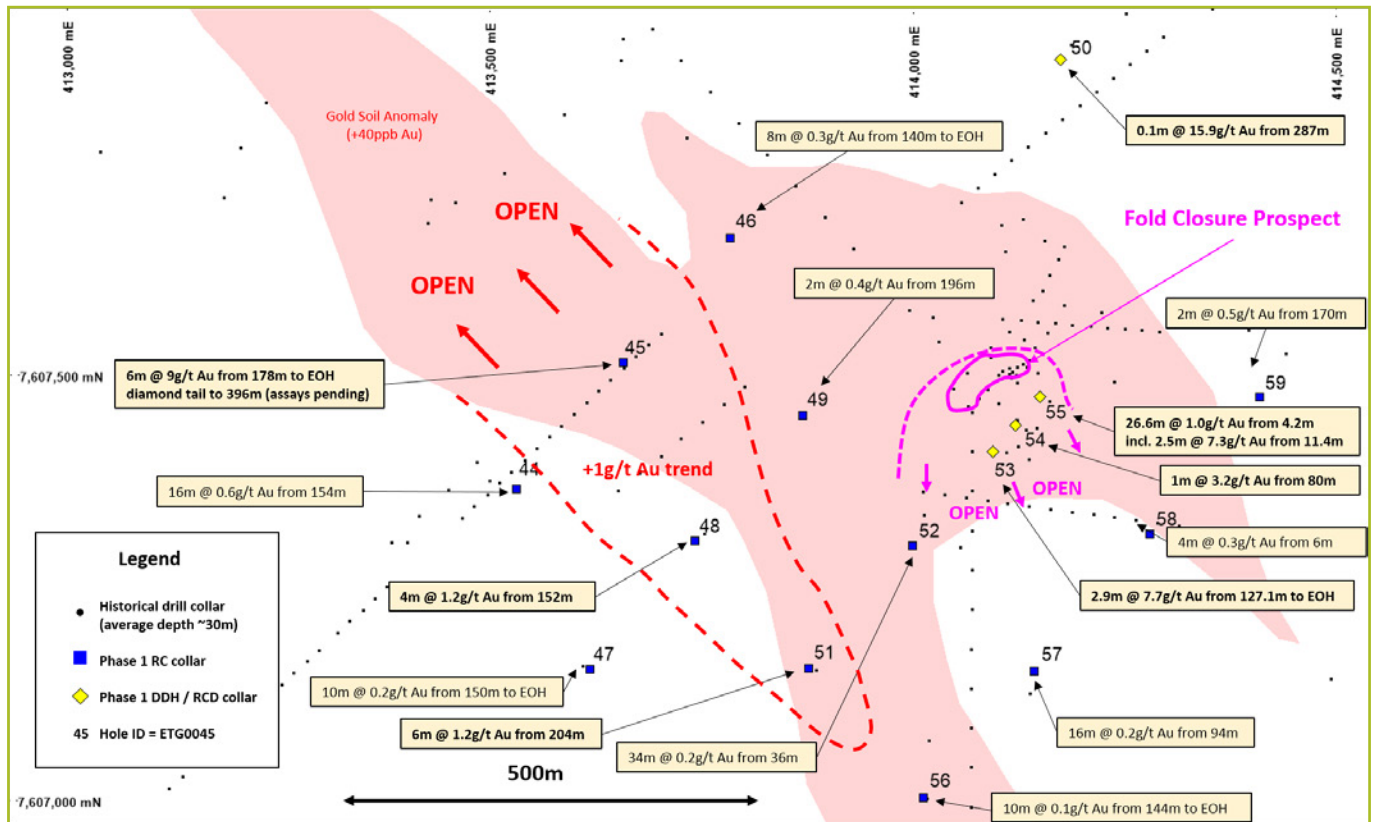 413,000 mE
413,500 mE
414,000 mE
414,500 mE
50
Gold Soil Anomaly
(+40ppb Au)
8m @ 0.3g/t Au from 140m to EOH
0.1m @ 15.9g/t Au from 287m
OPEN
46
Fold Closure Prospect
OPEN
2m @ 0.4g/t Au from 196m
2m @ 0.5g/t Au from 170m
45
7,607,500 mN
6m @ 9g/t Au from 178m to EOH
diamond tail to 396m (assays pending)
49
59
55
26.6m @ 1.0g/t Au from 4.2m
incl. 2.5m @ 7.3g/t Au from 11.4m
54
44
+1g/t Au trend
53
1m @ 3.2g/t Au from 80m
16m @ 0.6g/t Au from 154m
OPEN
OPEN
48
52
58
4m @ 0.3g/t Au from 6m
Legend
Historical drill collar
(average depth ~30m)
Phase 1 RC collar
Phase 1 DDH / RCD collar
45 Hole ID = ETG0045
4m @ 1.2g/t Au from 152m
2.9m @ 7.7g/t Au from 127.1m to EOH
47
51
57
10m @ 0.2g/t Au from 150m to EOH
6m @ 1.2g/t Au from 204m
16m @ 0.2g/t Au from 94m
34m @ 0.2g/t Au from 36m
500m
56
7,607,000 mN
10m @ 0.1g/t Au from 144m to EOH